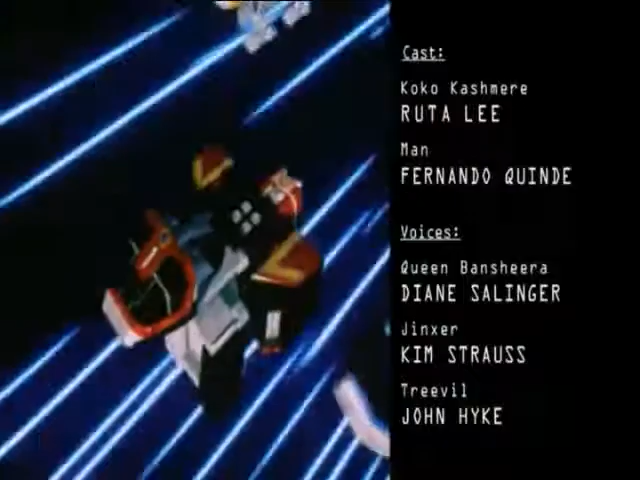 Cast:
Koko Kashmere
RUTA LEE
Man
FERNANDO QUINDE
Voices:
Queen Bansheera
DIANE SALINGER
Jinxer
KIM STRAUSS
Treevil
JOHN HYKE